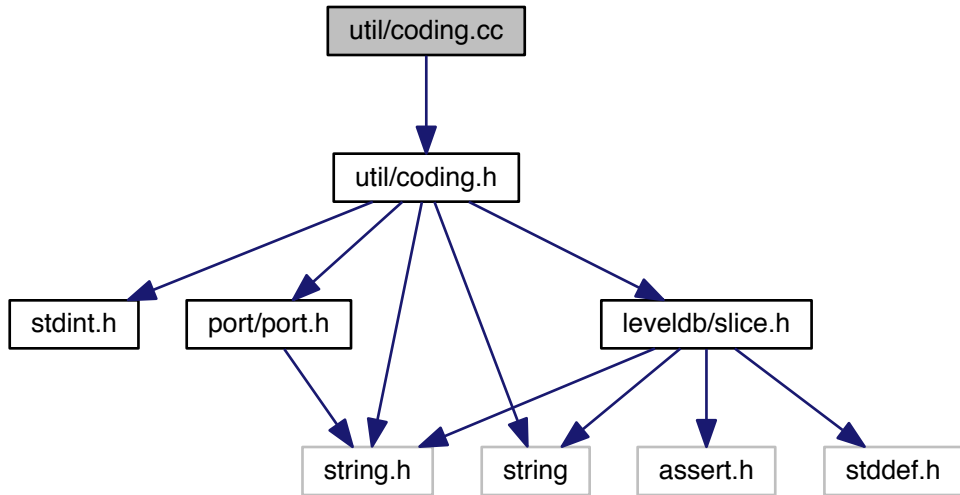 util/coding.cc
util/coding.h
stdint.h
port/port.h
leveldb/slice.h
string.h
string
assert.h
stddef.h